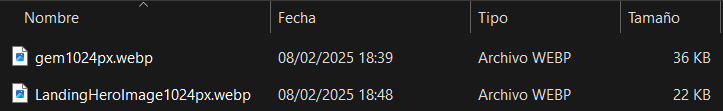 Nombre Fecha Tipo Tamaño
gem1024px.webp 08/02/2025 18:39 Archivo WEBP 36 KB
LandingHeroImage1024px.webp 08/02/2025 18:48 Archivo WEBP 22 KB